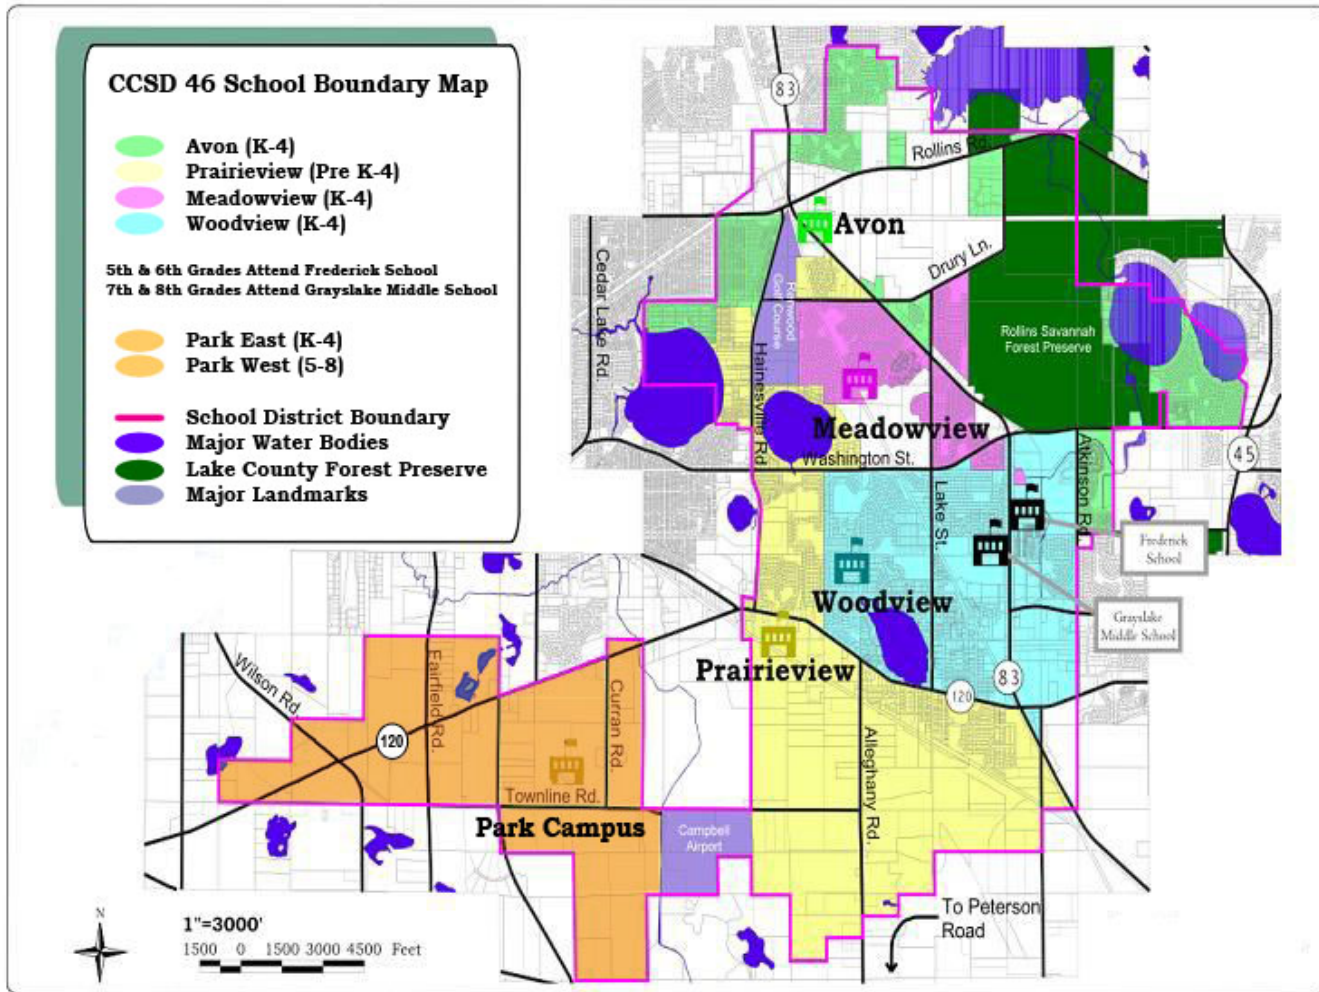 CCSD 46 School Boundary Map
Avon (K-4)
Prairieview (Pre K-4)
Meadowview (K-4)
Woodview (K-4)
5th & 6th Grades Attend Frederick School
7th & 8th Grades Attend Grayslake Middle School
Park East (K-4)
Park West (5-8)
School District Boundary
Major Water Bodies
Lake County Forest Preserve
Major Landmarks
83
Rollins Rd.
Avon
Drury Ln.
Cedar Lake Rd.
Renwood
Golf Course
Rollins Savannah
Forest Preserve
Hainesville Rd
Meadowview
Washington St.
Lake St.
Atkinson Rd.
45
Frederick
School
Woodview
Grayslake
Middle School
Prairieview
83
120
Wilson Rd.
Fairfield Rd.
120
Curran Rd.
Alleghany Rd.
Townline Rd.
Park Campus
Campbell
Airport
To Peterson
Road
N
1"=3000'
1500 0 1500 3000 4500 Feet